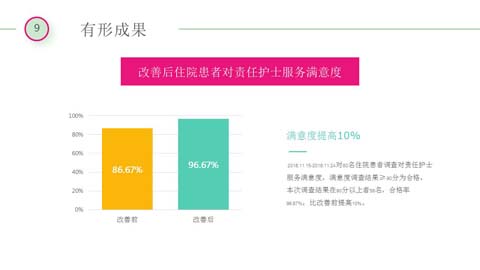 9
有形成果
改善后住院患者对责任护士服务满意度
100%
80%
60%
40%
20%
0%
86.67%
96.67%
改善前
改善后
满意度提高10%
2018.11.15-2018.11.24对60名住院患者调查对责任护士
服务满意度，满意度调查结果≥90分为合格，
本次调查结果在90分以上者58名，合格率
96.67%，比改善前提高10%。